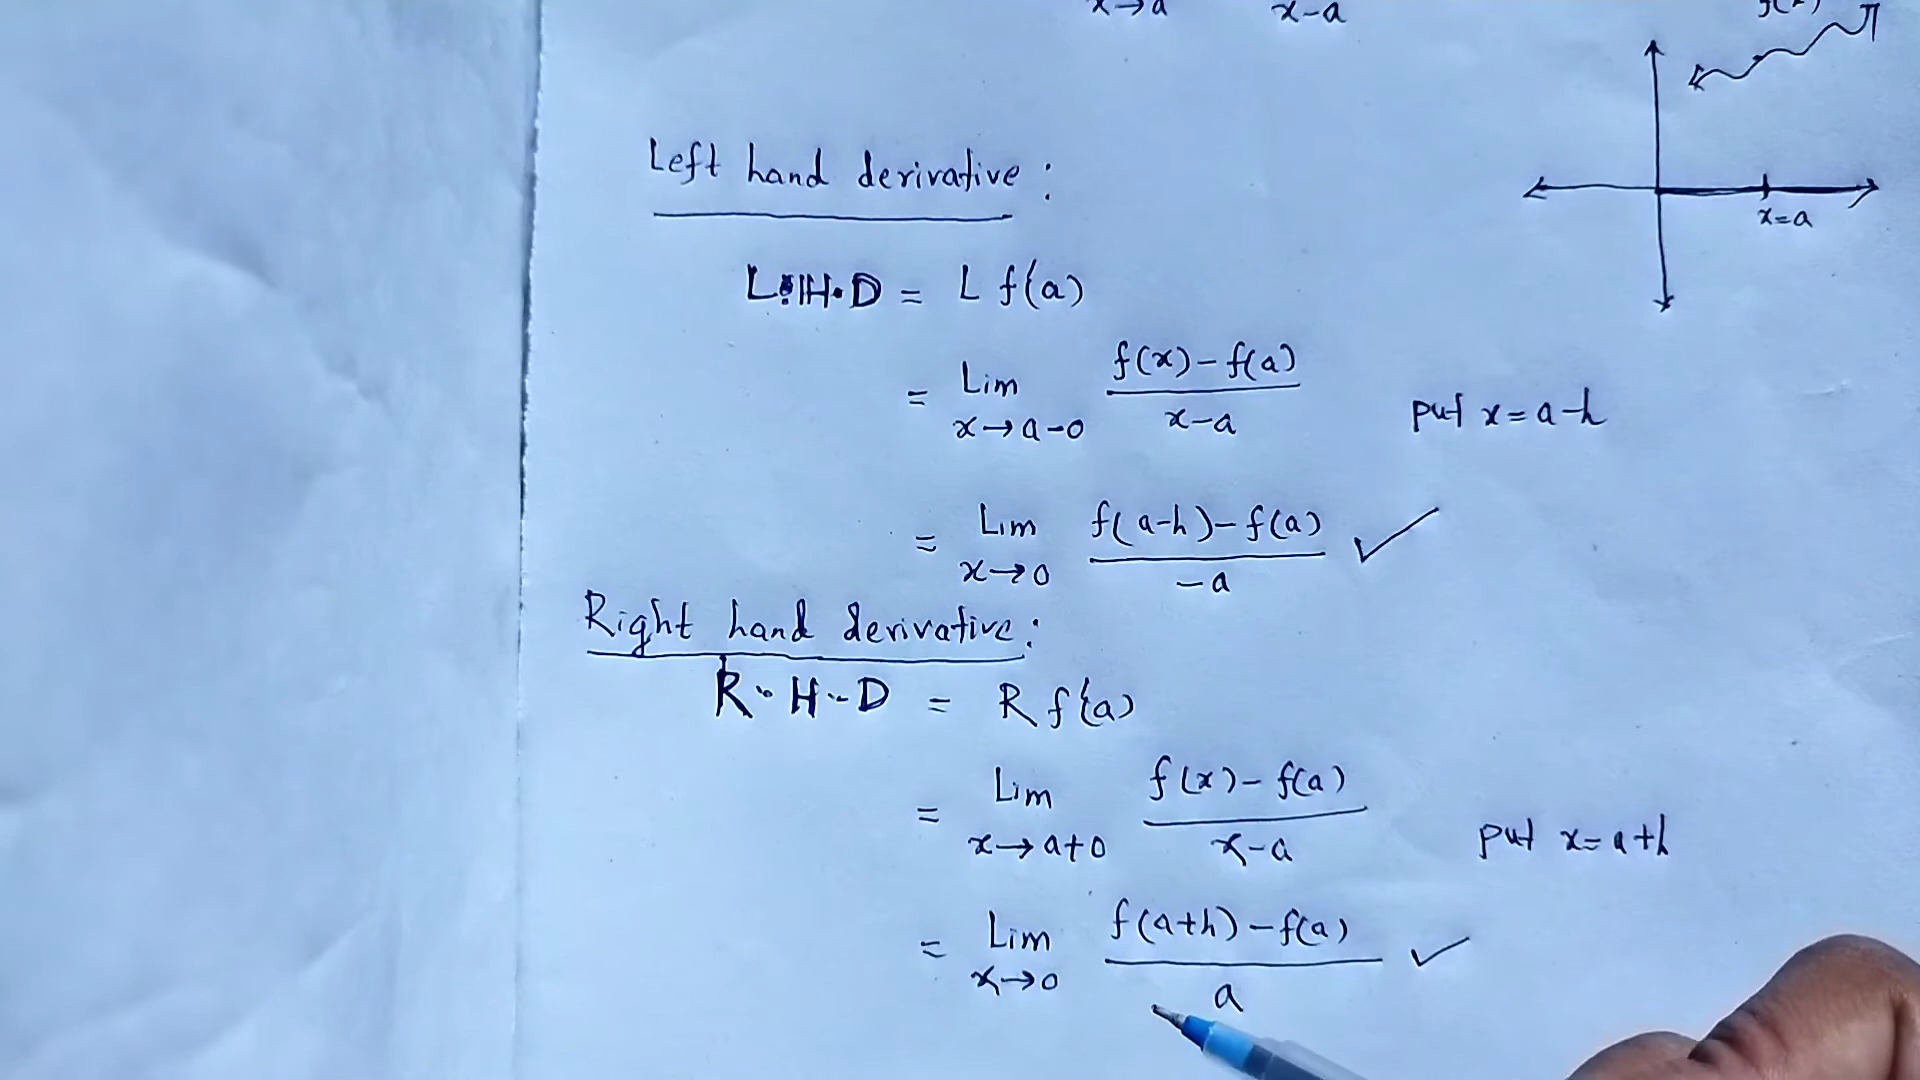 x→a x-a f(x)
Left hand derivative :
x=a
L.H.D = L f'(a)
= Lim x→a-0 f(x)-f(a) / x-a put x=a-h
= Lim x→0 f(a-h)-f(a) / -a ✓
Right hand derivative:
R.H.D = R f'(a)
= Lim x→a+0 f(x)-f(a) / x-a put x=a+h
= Lim x→0 f(a+h)-f(a) / a ✓